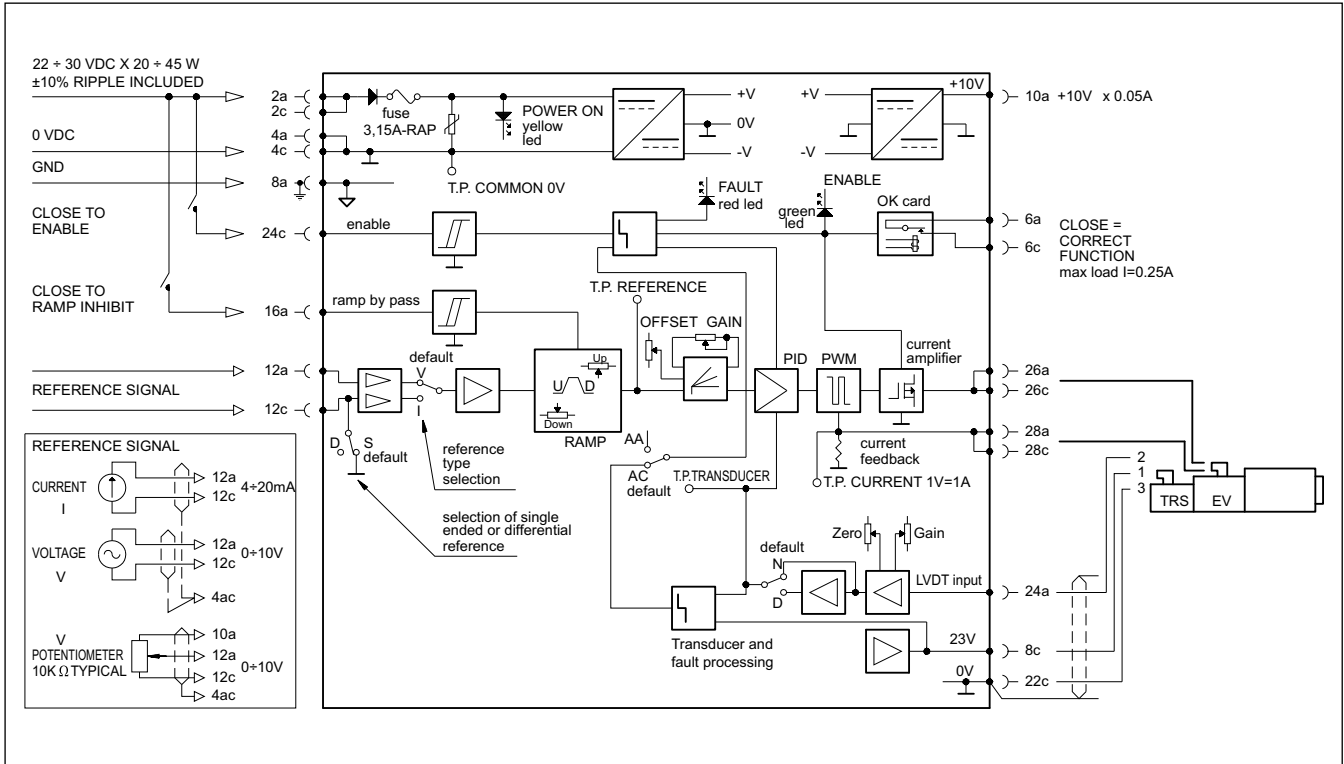 22 ÷ 30 VDC X 20 ÷ 45 W
±10% RIPPLE INCLUDED
0 VDC
GND
CLOSE TO
ENABLE
CLOSE TO
RAMP INHIBIT
REFERENCE SIGNAL
2a
2c
4a
4c
8a
24c
16a
12a
12c
fuse
3,15A-RAP
POWER ON
yellow
led
T.P. COMMON 0V
+V
0V
-V
+V
-V
+10V
10a +10V x 0.05A
enable
FAULT
red led
ENABLE
green
led
OK card
6a
6c
CLOSE =
CORRECT
FUNCTION
max load I=0.25A
ramp by pass
T.P. REFERENCE
OFFSET GAIN
default
V
I
Up
U D
Down
RAMP
PID
PWM
current
amplifier
26a
26c
28a
28c
D S
default
reference
type
selection
selection of single
ended or differential
reference
AA
AC
default
T.P.TRANSDUCER
current
feedback
T.P. CURRENT 1V=1A
2
1
3
TRS
EV
Zero
Gain
default
N
D
LVDT input
24a
Transducer and
fault processing
23V
8c
0V
22c
REFERENCE SIGNAL
CURRENT
I
12a
12c
4÷20mA
VOLTAGE
V
12a
12c
0÷10V
4ac
V
POTENTIOMETER
10K Ω TYPICAL
10a
12a
12c
0÷10V
4ac